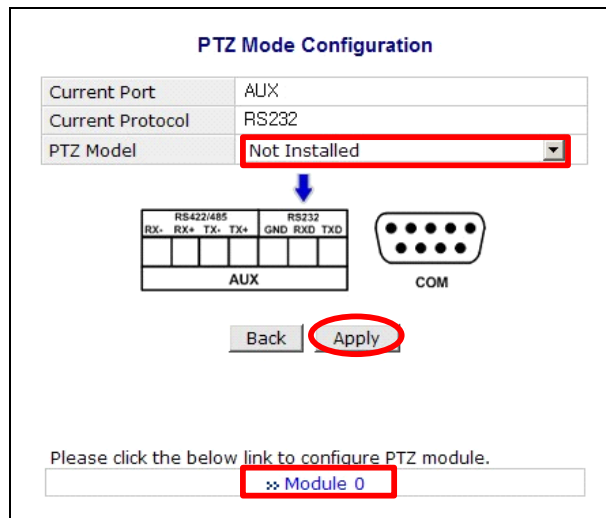 PTZ Mode Configuration
Current Port AUX
Current Protocol RS232
PTZ Model Not Installed
RS422/485 RS232
RX- RX+ TX- TX+ GND RXD TXD
AUX
COM
Back Apply
Please click the below link to configure PTZ module.
» Module 0